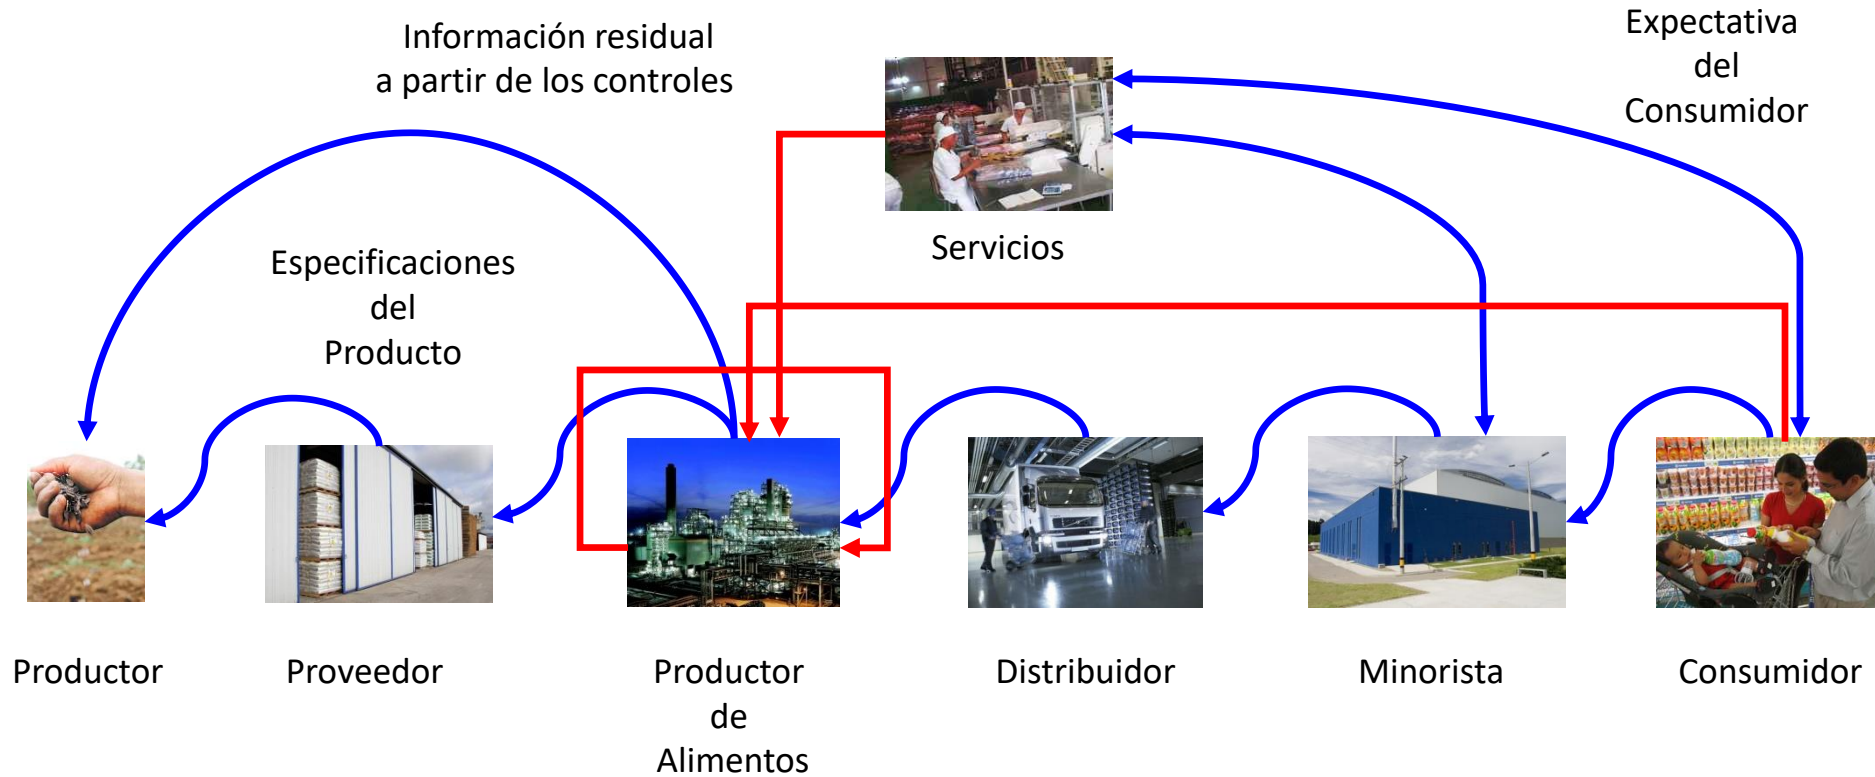 Información residual
a partir de los controles
Expectativa
del
Consumidor
Servicios
Especificaciones
del
Producto
Productor
Proveedor
Productor
de
Alimentos
Distribuidor
Minorista
Consumidor